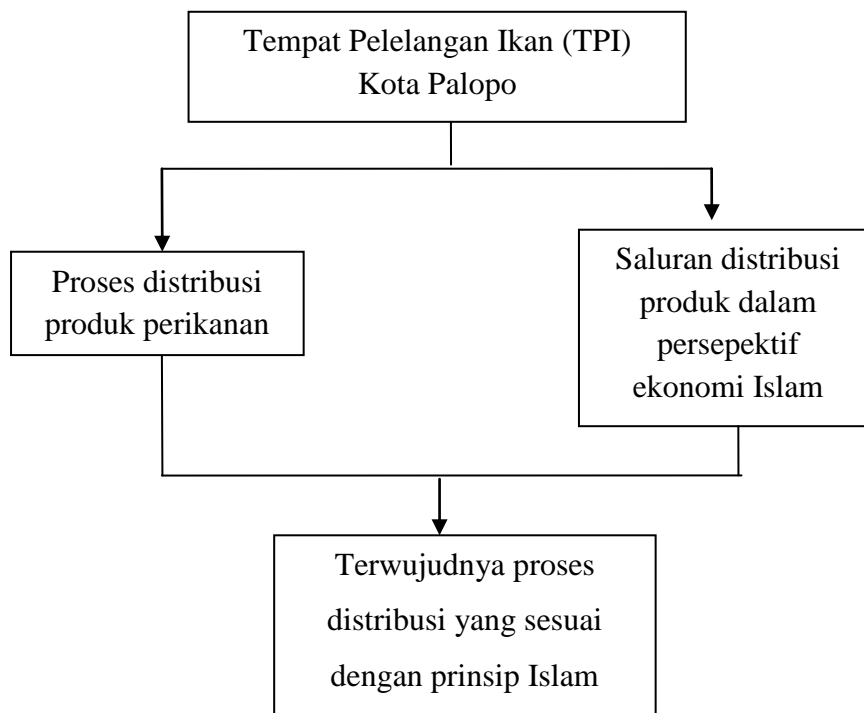 Tempat Pelelangan Ikan (TPI)
Kota Palopo
Proses distribusi
produk perikanan
Saluran distribusi
produk dalam
persepektif
ekonomi Islam
Terwujudnya proses
distribusi yang sesuai
dengan prinsip Islam